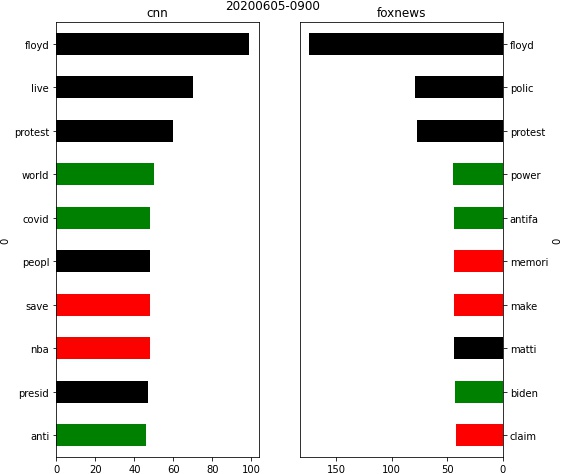 20200605-0900
cnn
foxnews
floyd
live
protest
world
covid
peopl
save
nba
presid
anti
0
0 20 40 60 80 100
floyd
polic
protest
power
antifa
memori
make
matti
biden
claim
0
150 100 50 0